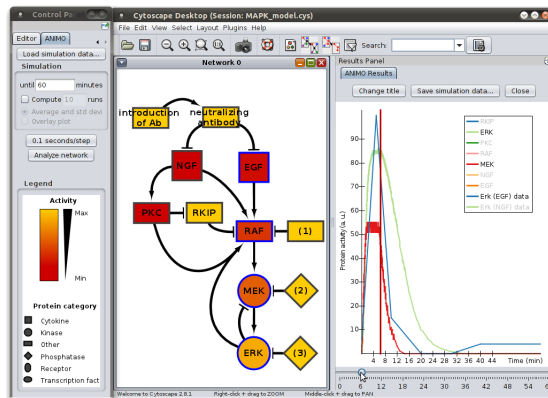 Control P
Cytoscape Desktop (Session: MAPK_model.cys)
File Edit View Select Layout Plugins Help
Search:
Editor ANIMO
Load simulation data...
Simulation
until 60 minutes
Compute 10 runs
Average and std devi
Overlay plot
0.1 seconds/step
Analyze network
Legend
Activity
Max
Min
Protein category
Cytokine
Kinase
Other
Phosphatase
Receptor
Transcription fact
Network 0
introduction
of Ab
neutralizing
antibody
NGF
EGF
PKC
RKIP
RAF
(1)
MEK
(2)
ERK
(3)
Results Panel
ANIMO Results
Change title Save simulation data... Close
Protein activity (a. u.)
90
80
70
60
50
40
30
20
10
4 8 12 16 20 24 28 32 36 40 44 Time (min)
RKIP
ERK
PKC
RAF
MEK
NGF
EGF
Erk (EGF) data
Erk (NGF) data
0 6 12 18 24 30 36 42 48 54 6
Welcome to Cytoscape 2.8.1 Right-click + drag to ZOOM Middle-click + drag to PAN